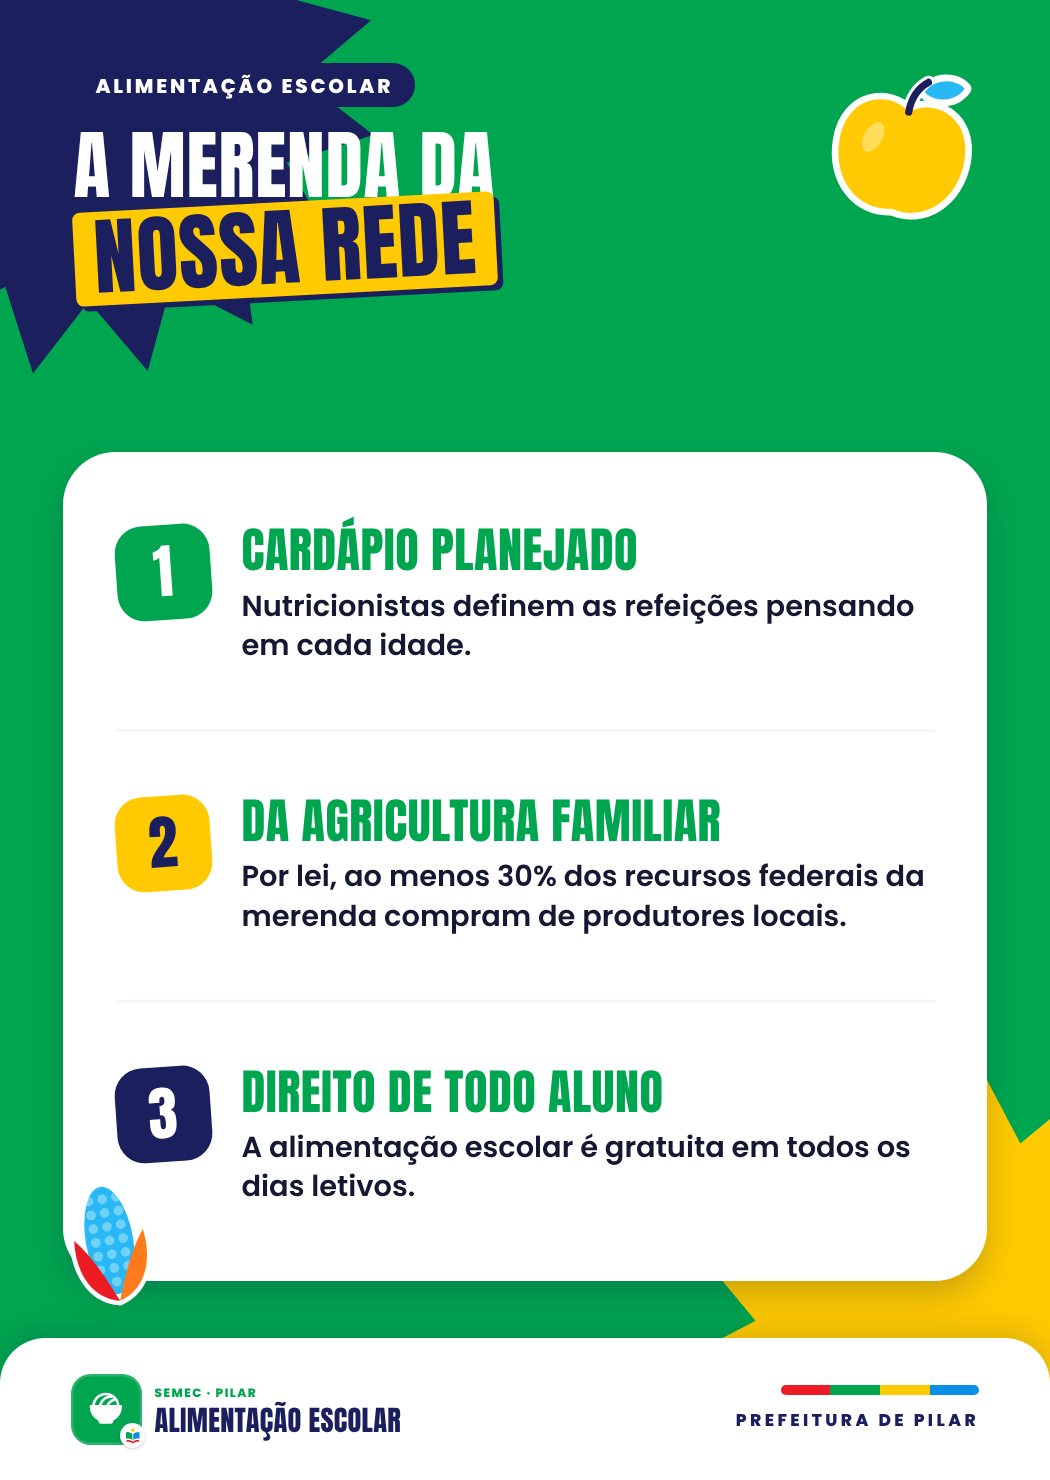 ALIMENTAÇÃO ESCOLAR
A MERENDA DA
NOSSA REDE
1
CARDÁPIO PLANEJADO
Nutricionistas definem as refeições pensando
em cada idade.
2
DA AGRICULTURA FAMILIAR
Por lei, ao menos 30% dos recursos federais da
merenda compram de produtores locais.
3
DIREITO DE TODO ALUNO
A alimentação escolar é gratuita em todos os
dias letivos.
SEMEC · PILAR
ALIMENTAÇÃO ESCOLAR
PREFEITURA DE PILAR